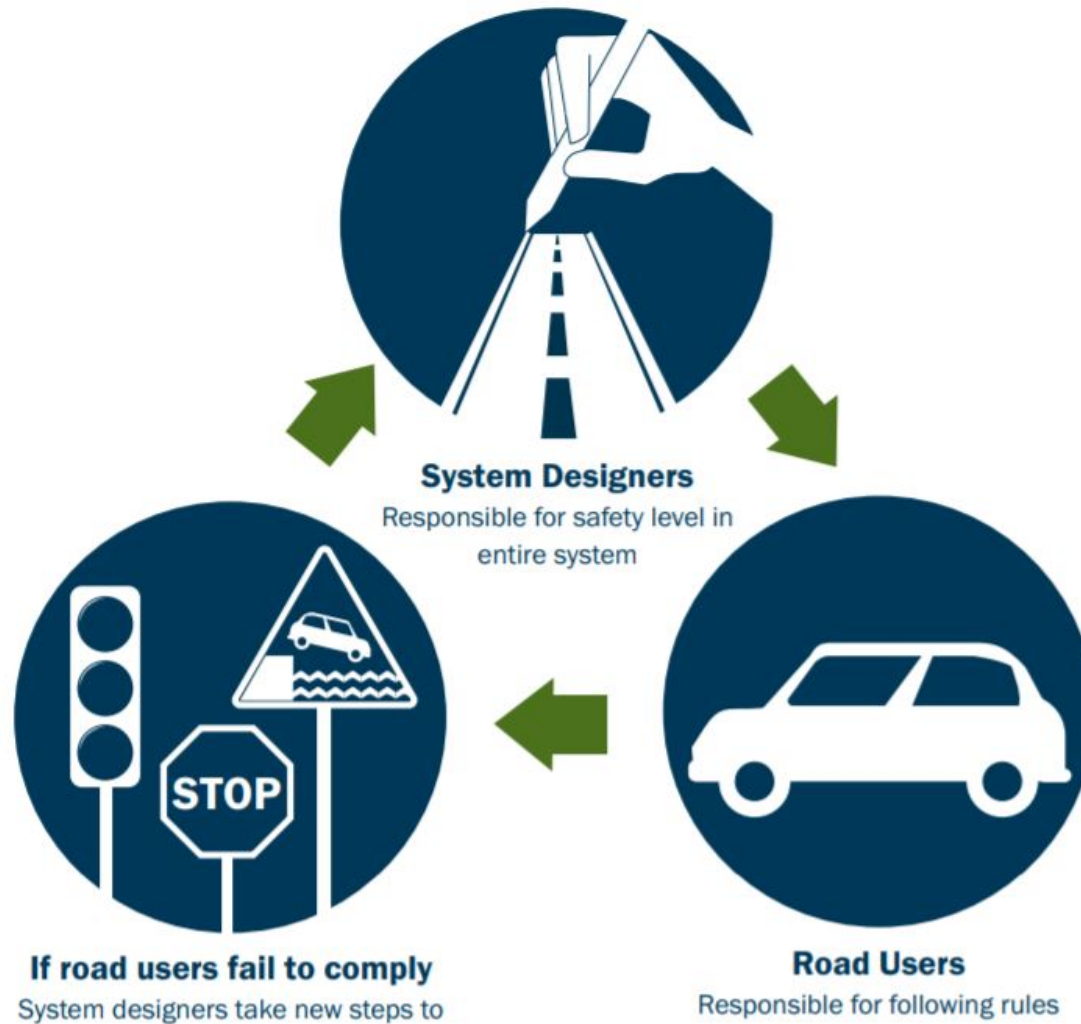 System Designers
Responsible for safety level in
entire system
STOP
If road users fail to comply
System designers take new steps to
Road Users
Responsible for following rules